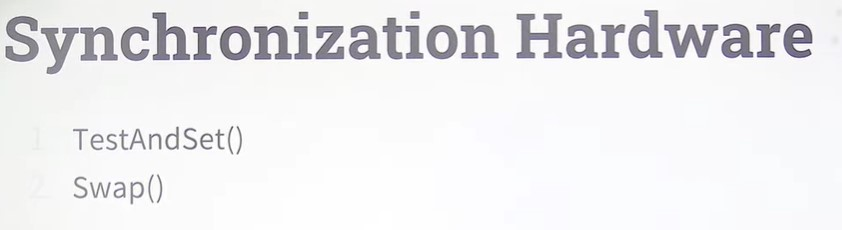 Synchronization Hardware
1. TestAndSet()
2. Swap()